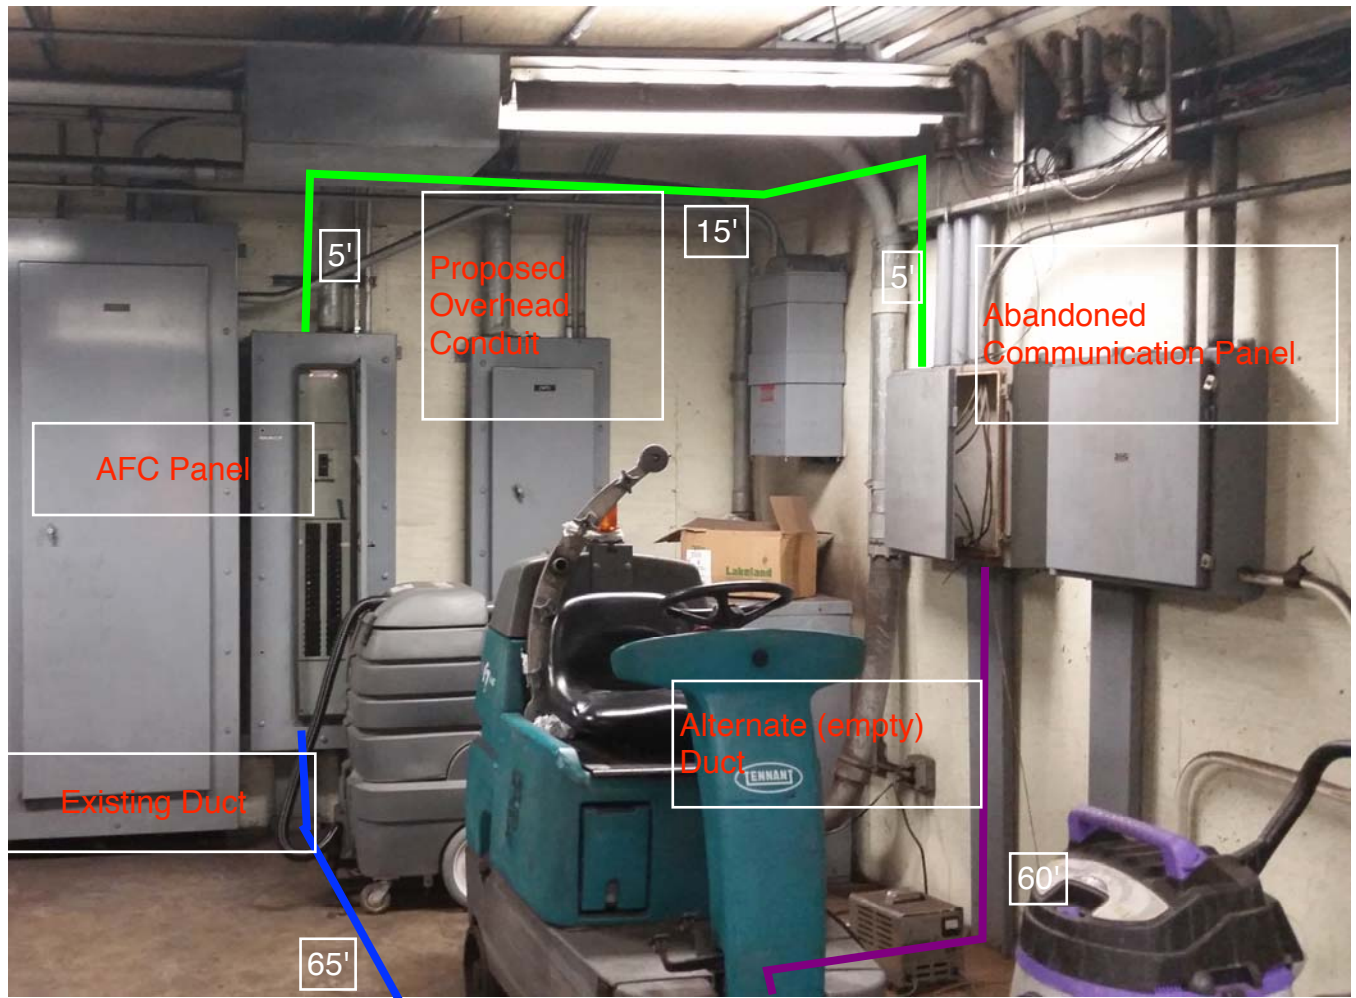 5'
15'
5'
Proposed
Overhead
Conduit
Abandoned
Communication Panel
AFC Panel
Lakeland
Alternate (empty)
Duct
TENNANT
Existing Duct
60'
65'